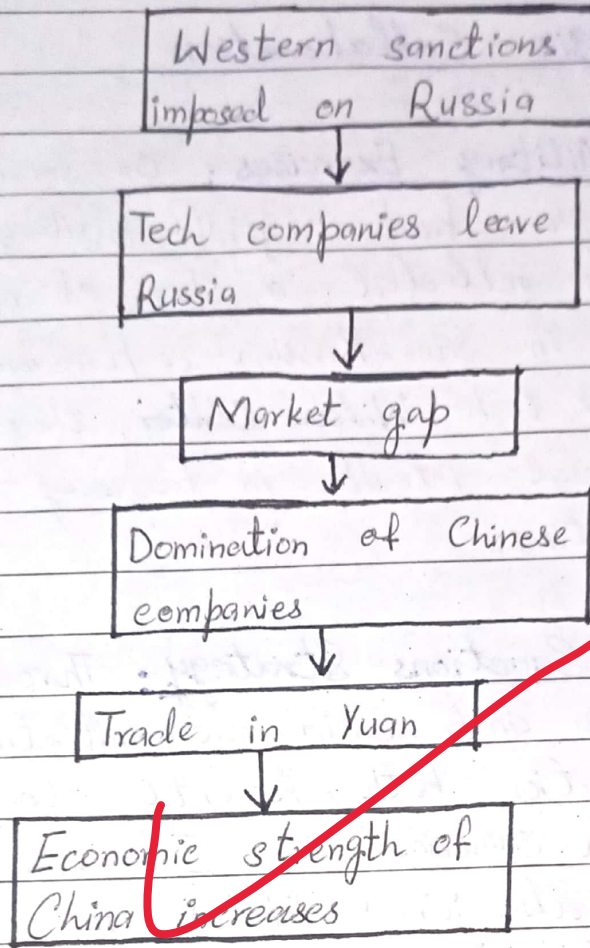 Western sanctions
imposed on Russia
Tech companies leave
Russia
Market gap
Domination of Chinese
companies
Trade in Yuan
Economic strength of
China increases